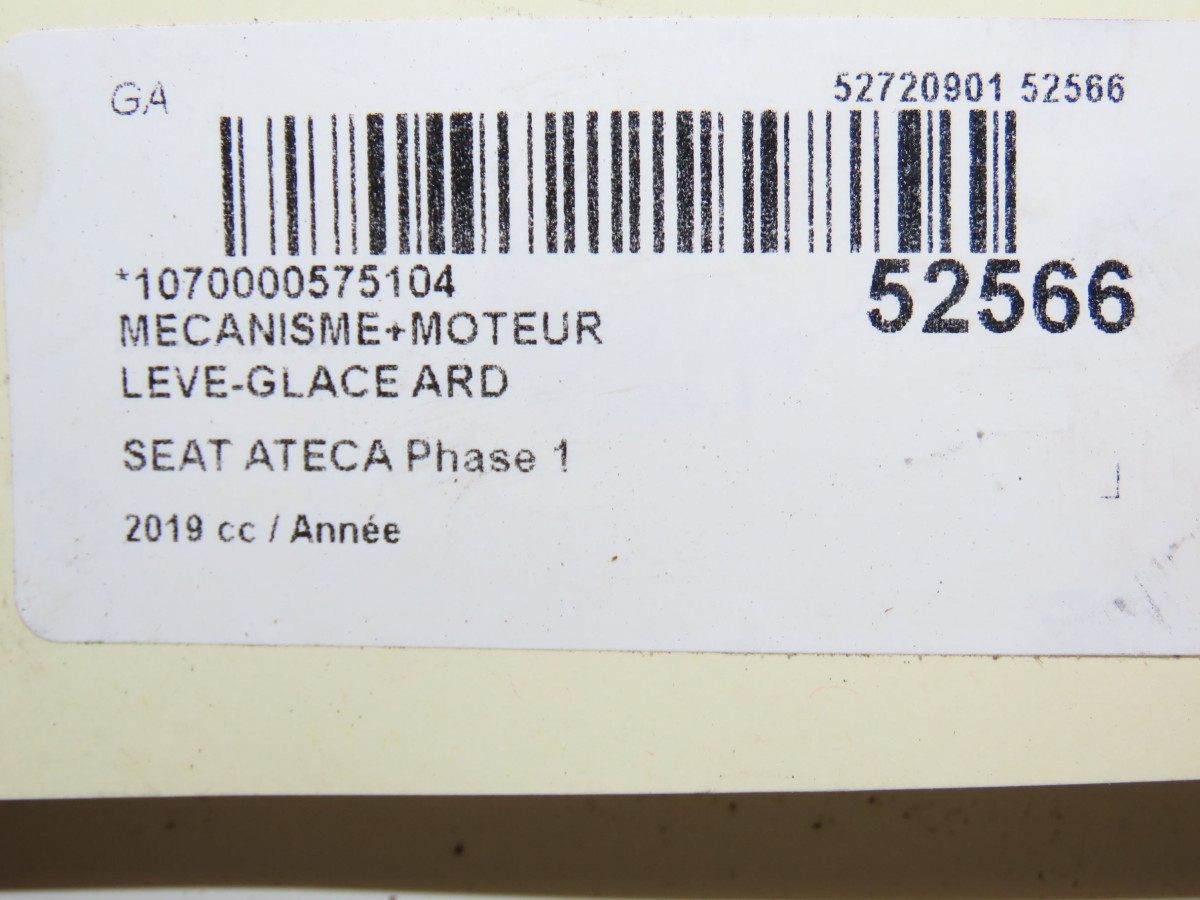 GA
52720901 52566
*1070000575104
52566
MECANISME+MOTEUR
LEVE-GLACE ARD
SEAT ATECA Phase 1
2019 cc / Année